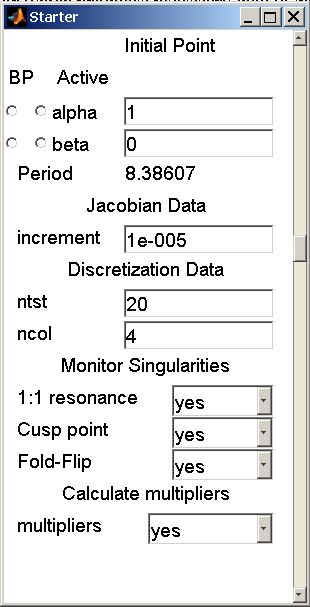 Starter
Initial Point
BP Active
alpha 1
beta 0
Period 8.38607
Jacobian Data
increment 1e-005
Discretization Data
ntst 20
ncol 4
Monitor Singularities
1:1 resonance yes
Cusp point yes
Fold-Flip yes
Calculate multipliers
multipliers yes